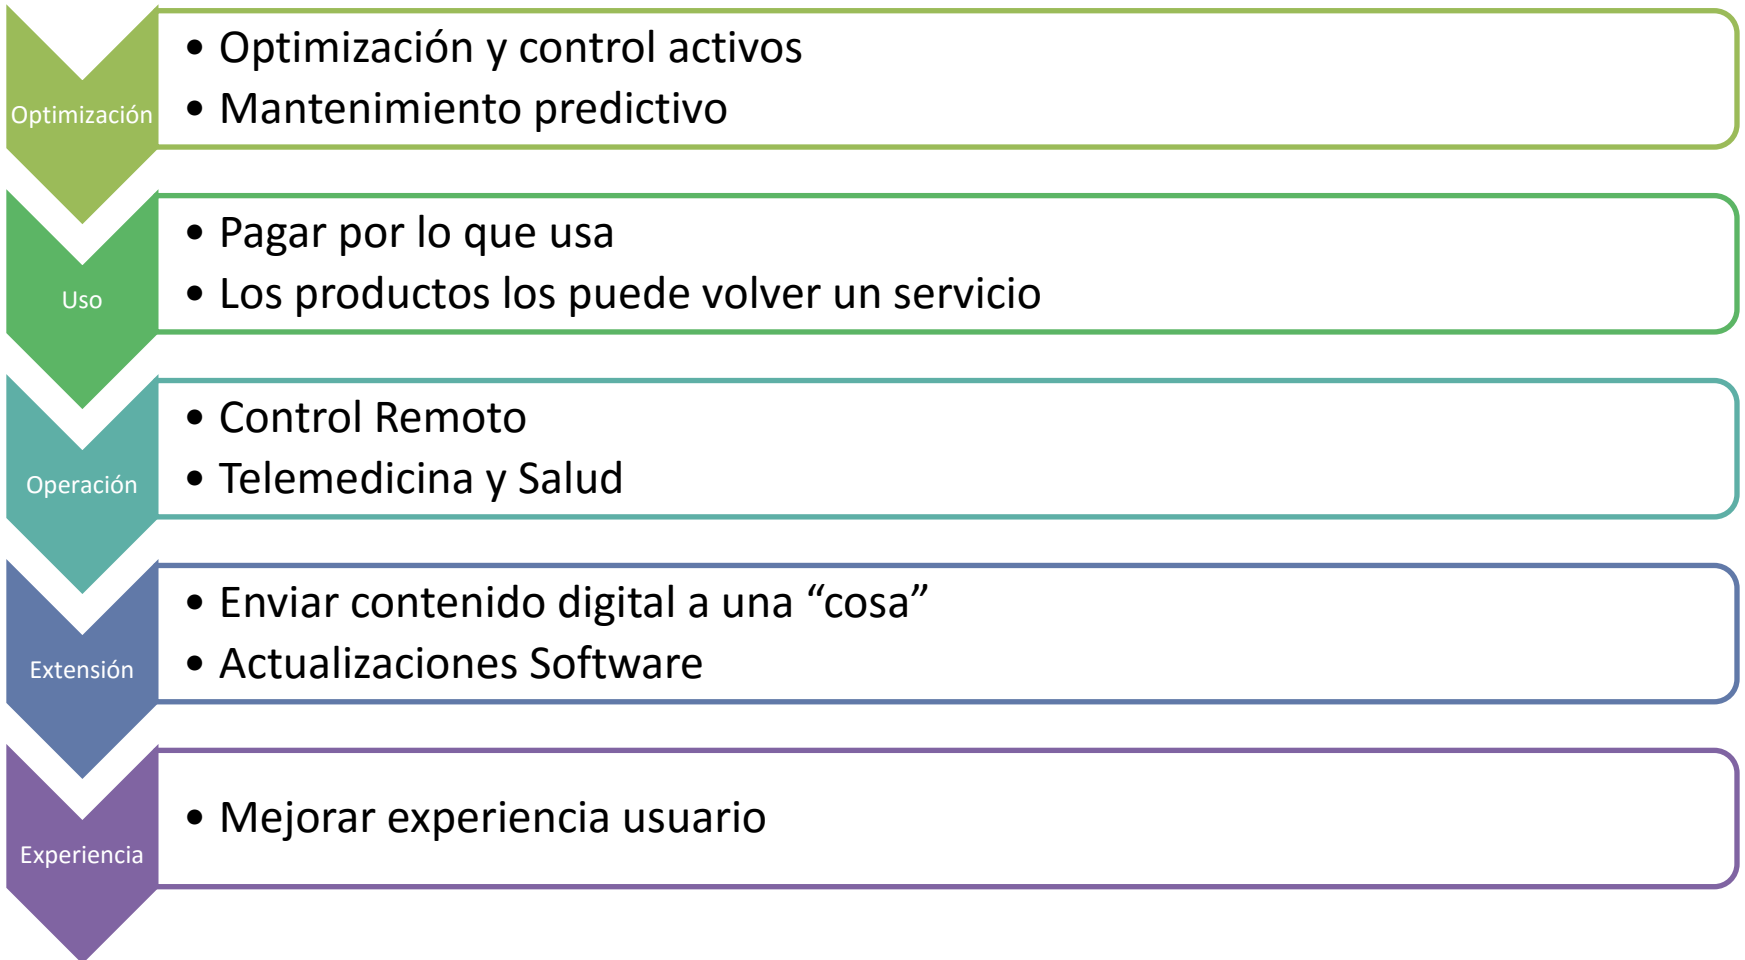 Optimización
• Optimización y control activos
• Mantenimiento predictivo
Uso
• Pagar por lo que usa
• Los productos los puede volver un servicio
Operación
• Control Remoto
• Telemedicina y Salud
Extensión
• Enviar contenido digital a una “cosa”
• Actualizaciones Software
Experiencia
• Mejorar experiencia usuario